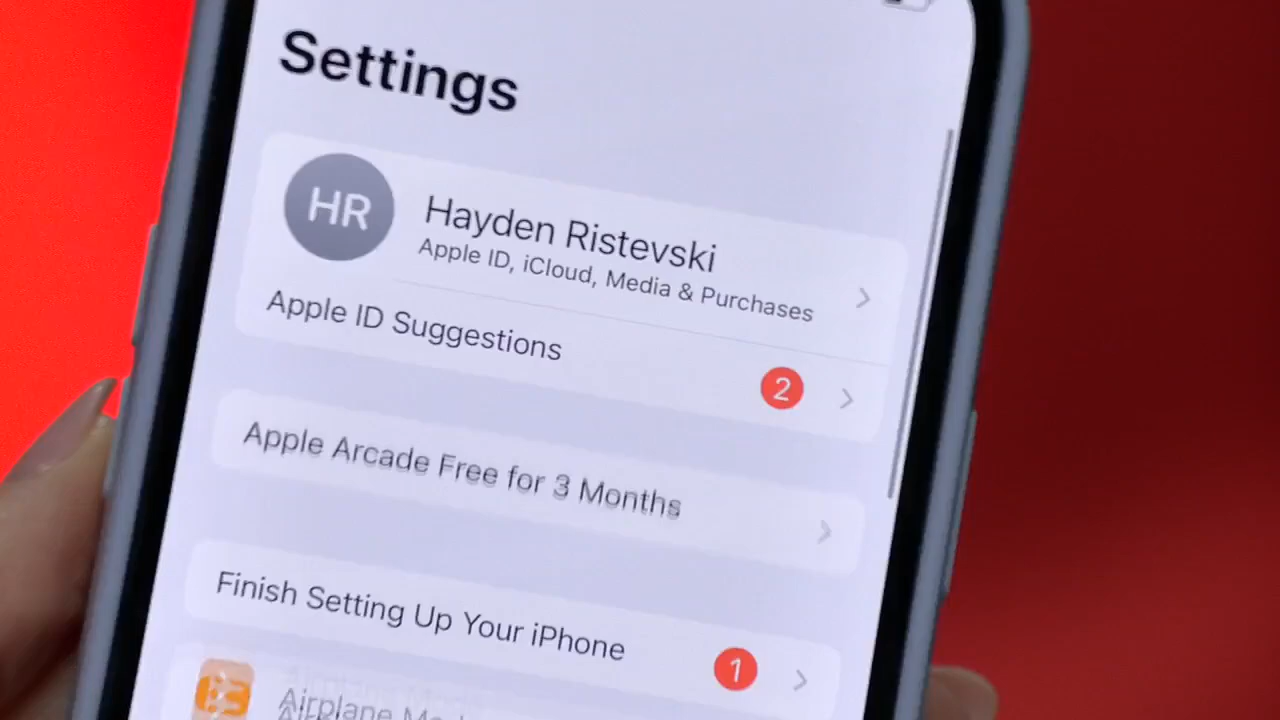 Settings
HR
Hayden Ristevski
Apple ID, iCloud, Media & Purchases
Apple ID Suggestions
2
Apple Arcade Free for 3 Months
Finish Setting Up Your iPhone
1
Airplane